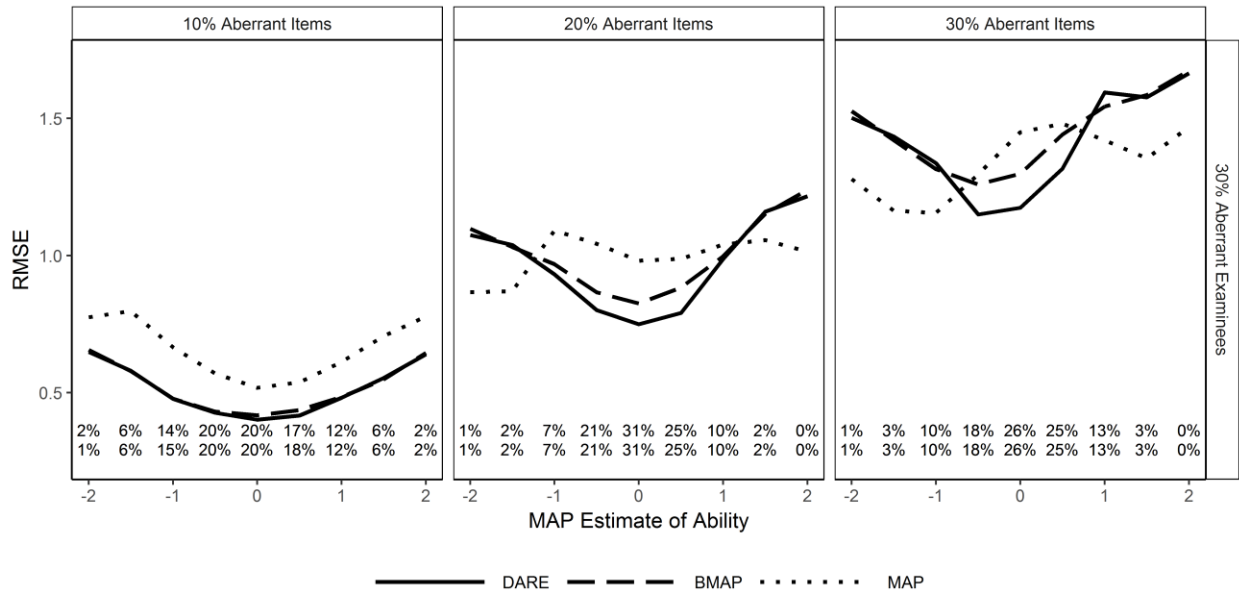 10% Aberrant Items
20% Aberrant Items
30% Aberrant Items
RMSE
1.5
1.0
0.5
2% 6% 14% 20% 20% 17% 12% 6% 2%
1% 6% 15% 20% 20% 18% 12% 6% 2%
1% 2% 7% 21% 31% 25% 10% 2% 0%
1% 2% 7% 21% 31% 25% 10% 2% 0%
1% 3% 10% 18% 26% 25% 13% 3% 0%
1% 3% 10% 18% 26% 25% 13% 3% 0%
30% Aberrant Examinees
-2 -1 0 1 2
-2 -1 0 1 2
-2 -1 0 1 2
MAP Estimate of Ability
DARE BMAP MAP